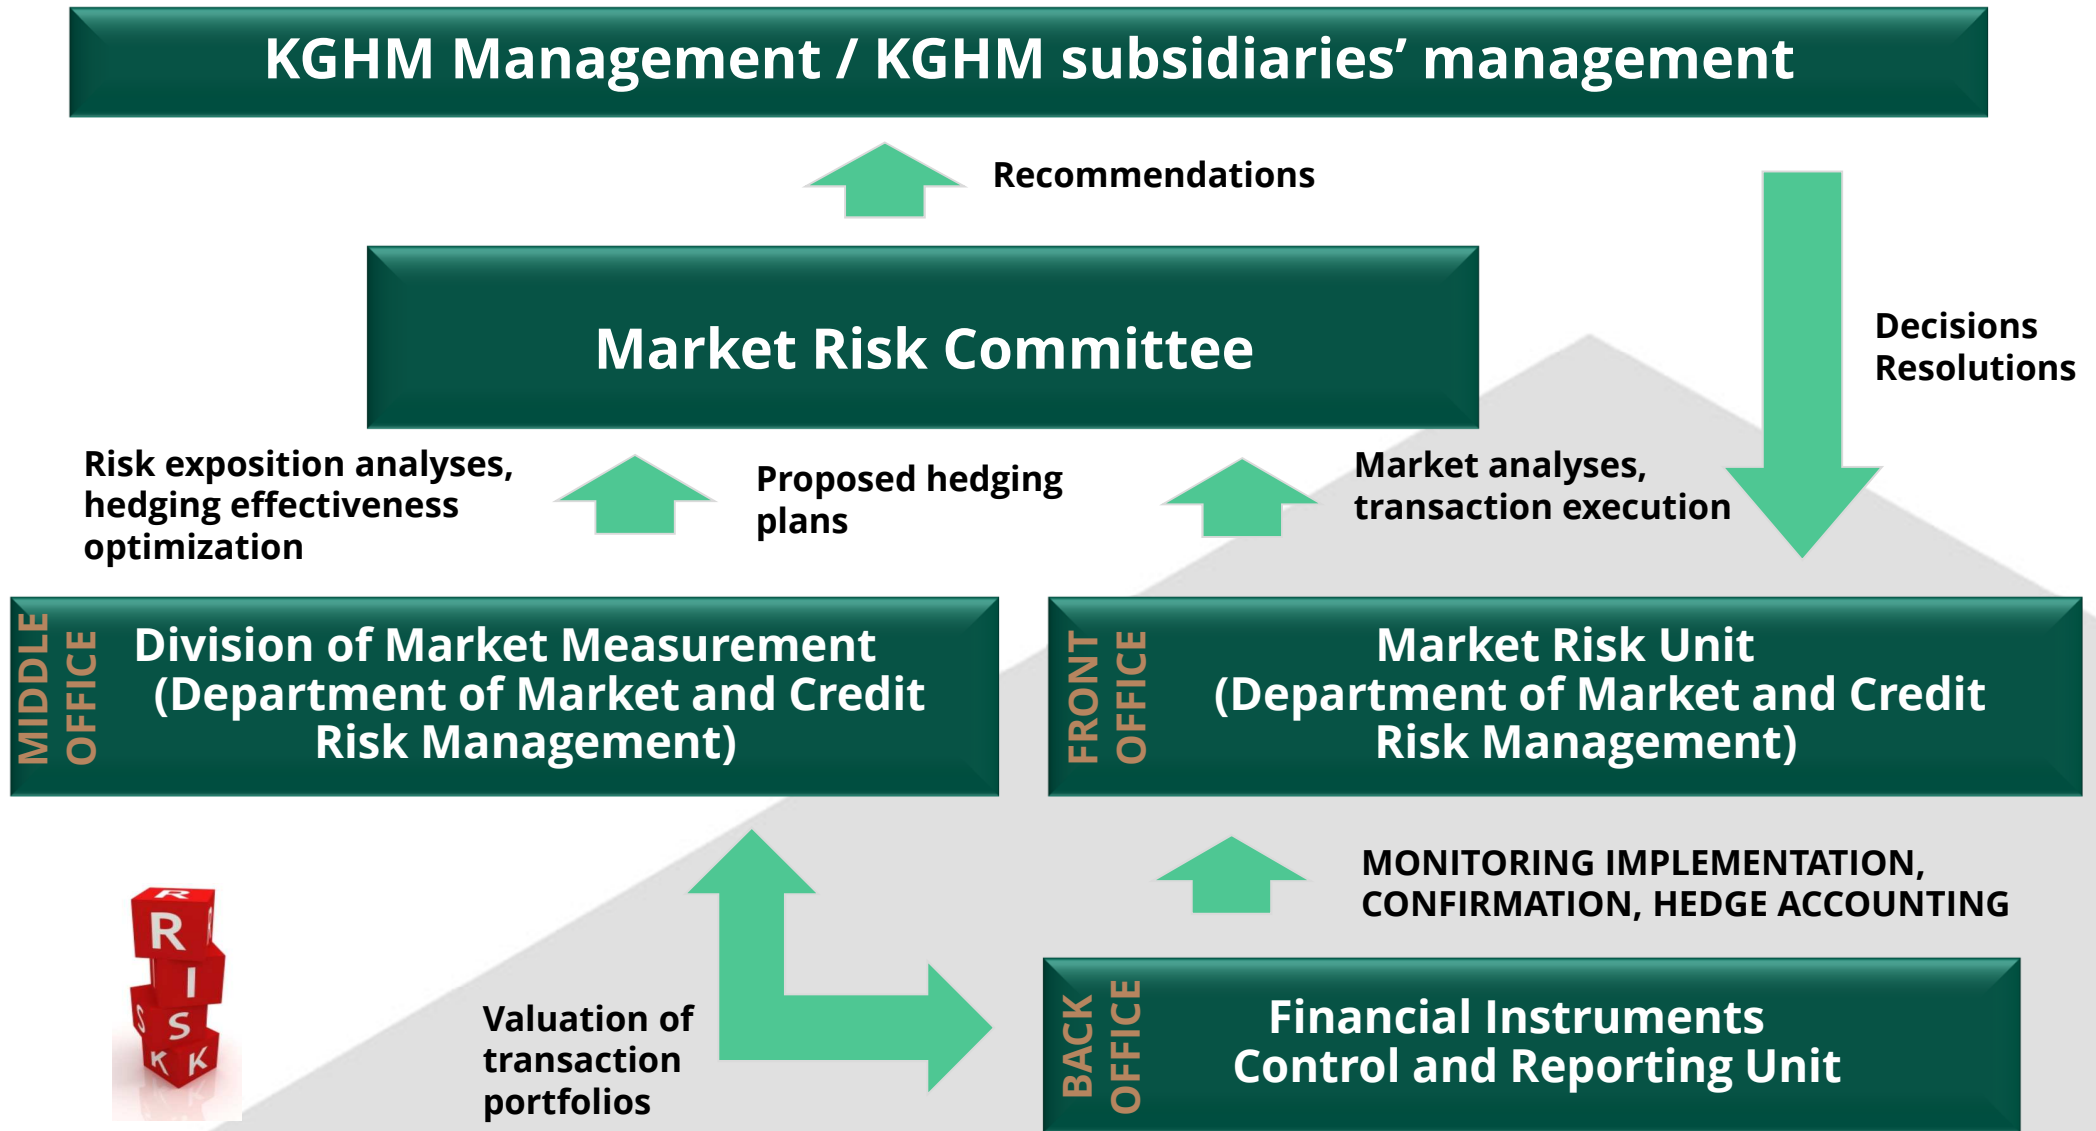 KGHM Management / KGHM subsidiaries’ management
Recommendations
Market Risk Committee
Decisions
Resolutions
Risk exposition analyses,
hedging effectiveness
optimization
Proposed hedging
plans
Market analyses,
transaction execution
MIDDLE
OFFICE
Division of Market Measurement
(Department of Market and Credit
Risk Management)
FRONT
OFFICE
Market Risk Unit
(Department of Market and Credit
Risk Management)
MONITORING IMPLEMENTATION,
CONFIRMATION, HEDGE ACCOUNTING
R
R
I
S
S
K
K
Valuation of
transaction
portfolios
BACK
OFFICE
Financial Instruments
Control and Reporting Unit